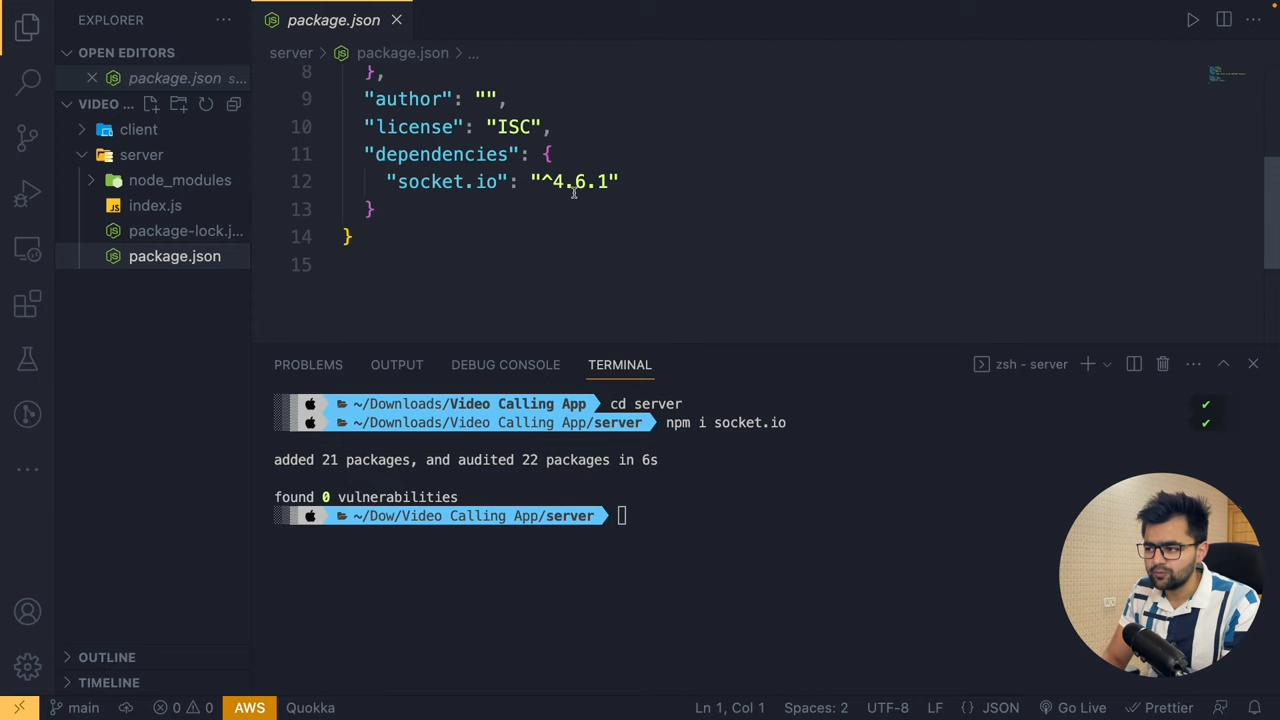 EXPLORER
package.json
OPEN EDITORS
package.json s...
server
package.json
...
VIDEO ...
client
server
node_modules
index.js
package-lock.j...
package.json
8 },
9 "author": "",
10 "license": "ISC",
11 "dependencies": {
12 "socket.io": "^4.6.1"
13 }
14 }
15
PROBLEMS OUTPUT DEBUG CONSOLE TERMINAL
zsh - server
~/Downloads/Video Calling App cd server
~/Downloads/Video Calling App/server npm i socket.io
added 21 packages, and audited 22 packages in 6s
found 0 vulnerabilities
~/Dow/Video Calling App/server
OUTLINE
TIMELINE
main 0 0 AWS Quokka Ln 1, Col 1 Spaces: 2 UTF-8 LF {} JSON Go Live Prettier